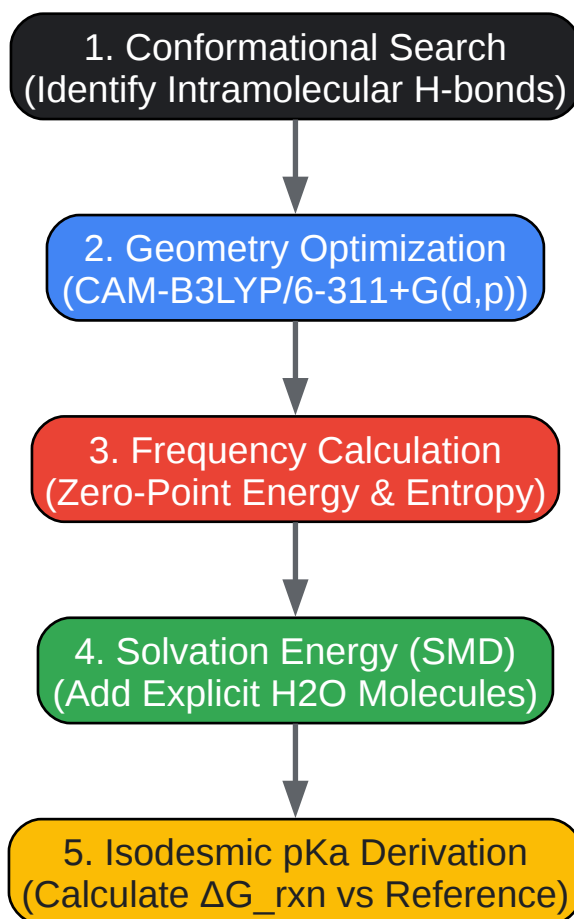 1. Conformational Search
(Identify Intramolecular H-bonds)
2. Geometry Optimization
(CAM-B3LYP/6-311+G(d,p))
3. Frequency Calculation
(Zero-Point Energy & Entropy)
4. Solvation Energy (SMD)
(Add Explicit H2O Molecules)
5. Isodesmic pKa Derivation
(Calculate ΔG_rxn vs Reference)